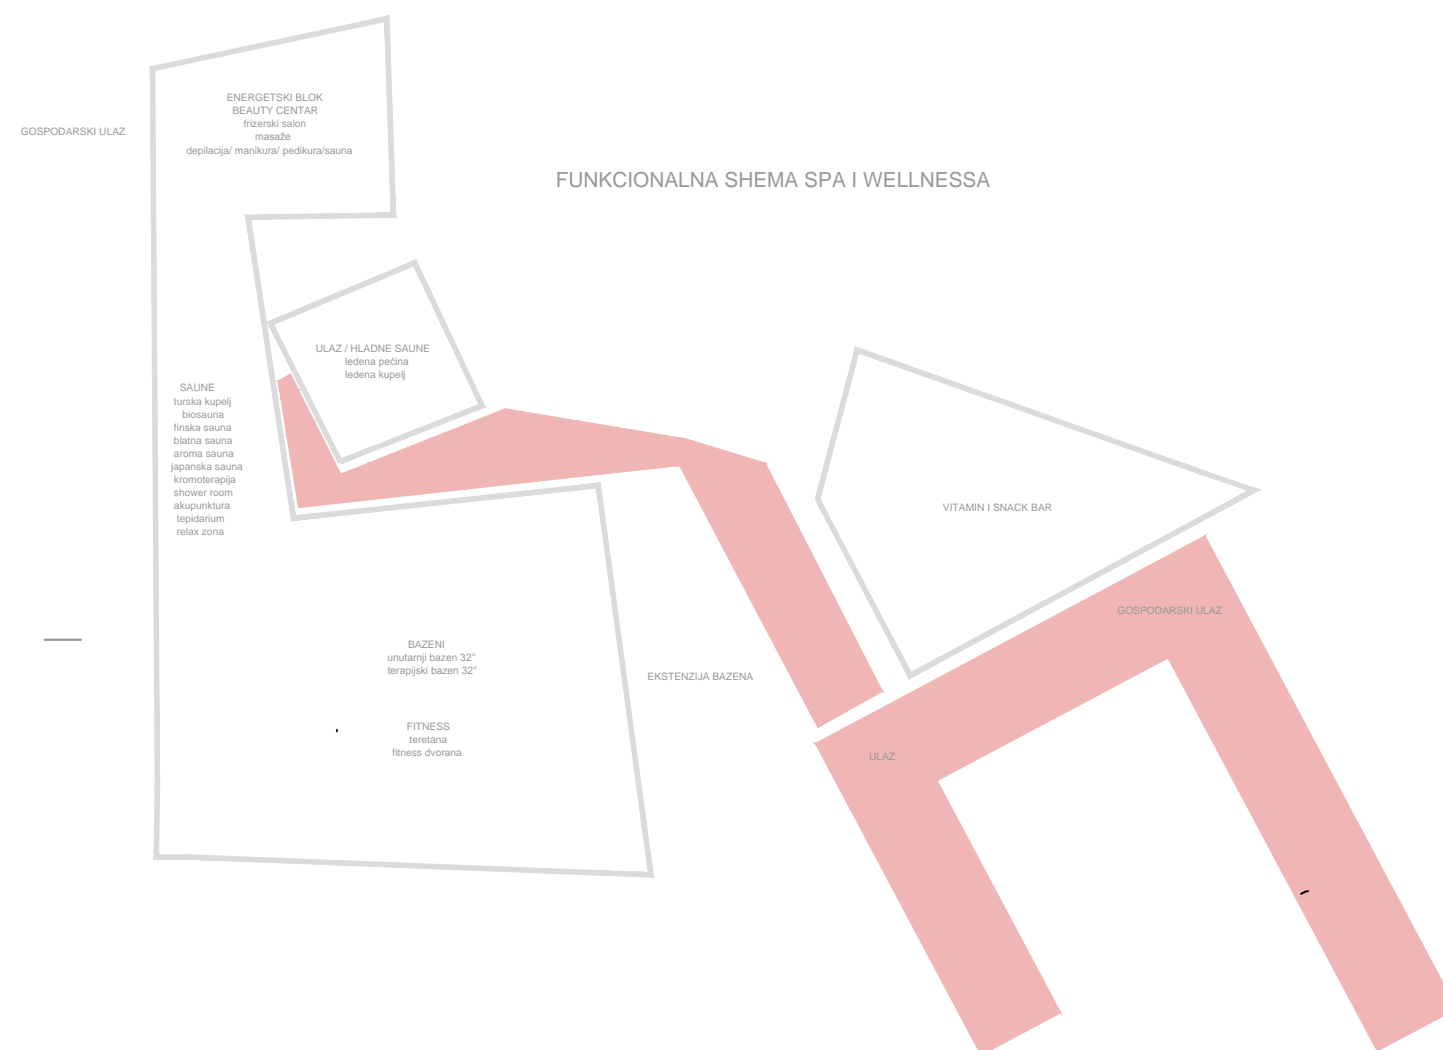 FUNKCIONALNA SHEMA SPA I WELLNESSA
GOSPODARSKI ULAZ
ENERGETSKI BLOK
BEAUTY CENTAR
frizerski salon
masaže
depilacija/ manikura/ pedikura/sauna
ULAZ / HLADNE SAUNE
ledena pećina
ledena kupelj
SAUNE
turska kupelj
biosauna
finska sauna
blatna sauna
aroma sauna
japanska sauna
kromoterapija
shower room
akupunktura
tepidarium
relax zona
BAZENI
unutarnji bazen 32°
terapijski bazen 32°
FITNESS
teretana
fitness dvorana
EKSTENZIJA BAZENA
VITAMIN I SNACK BAR
GOSPODARSKI ULAZ
ULAZ